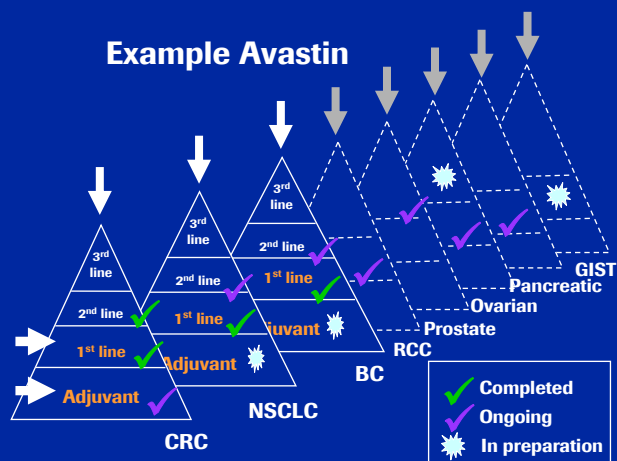 Example Avastin
3rd
line
2nd line
1st line
Adjuvant
CRC
3rd
line
2nd line
1st line
Adjuvant
NSCLC
3rd
line
2nd line
1st line
juvant
BC
RCC
Prostate
Ovarian
Pancreatic
GIST
Completed
Ongoing
In preparation